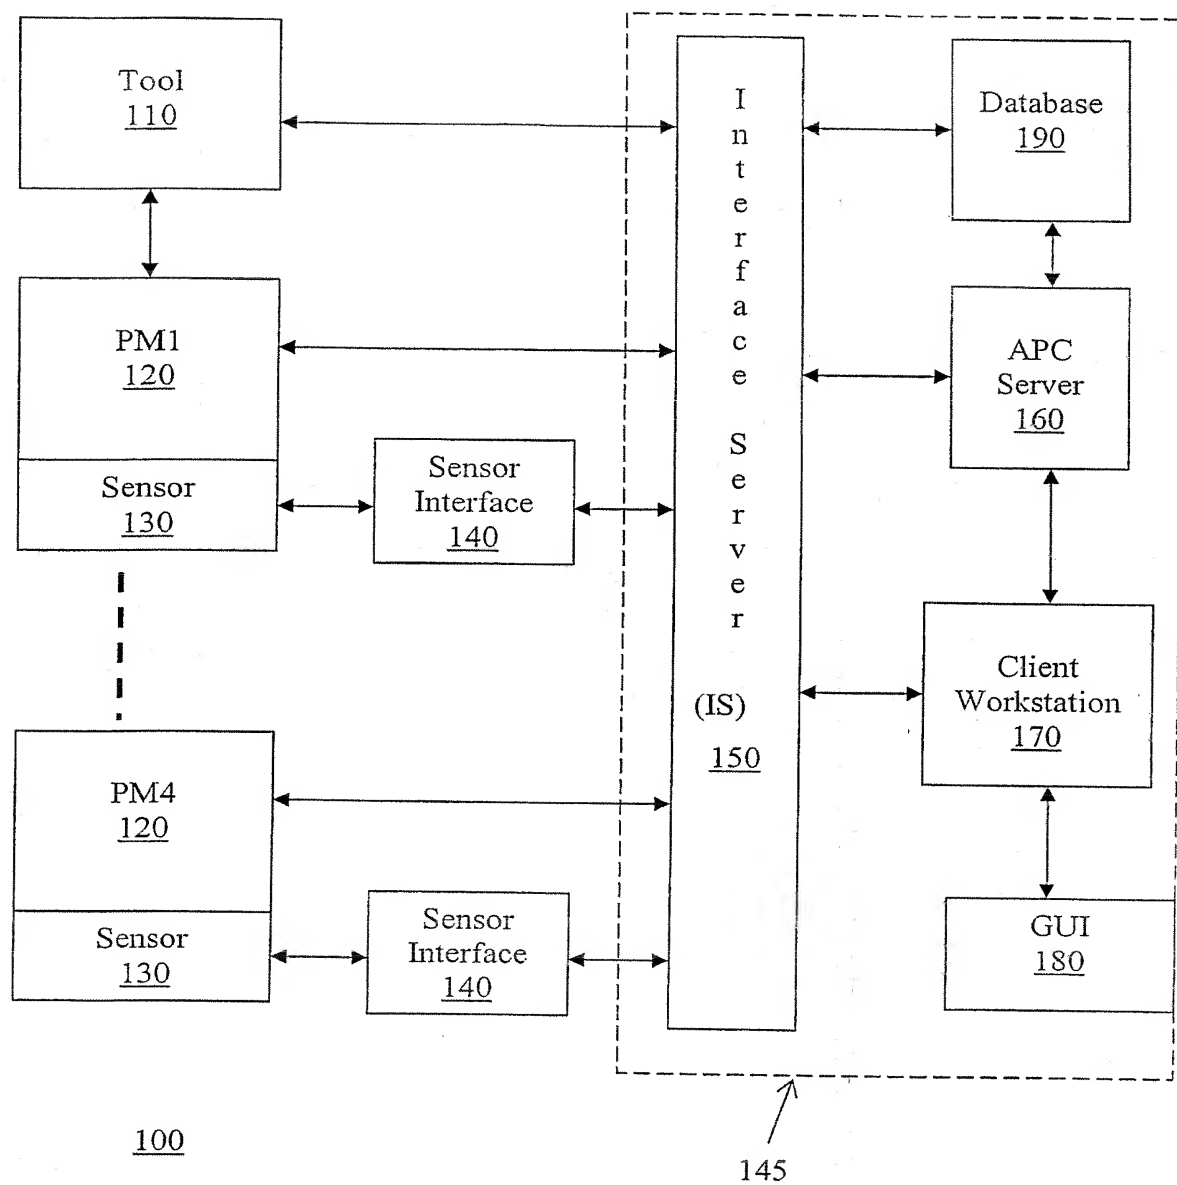 Tool
110
PM1
120
Sensor
130
Sensor
Interface
140
PM4
120
Sensor
130
Sensor
Interface
140
Interface Server
(IS)
150
Database
190
APC
Server
160
Client
Workstation
170
GUI
180
100
145